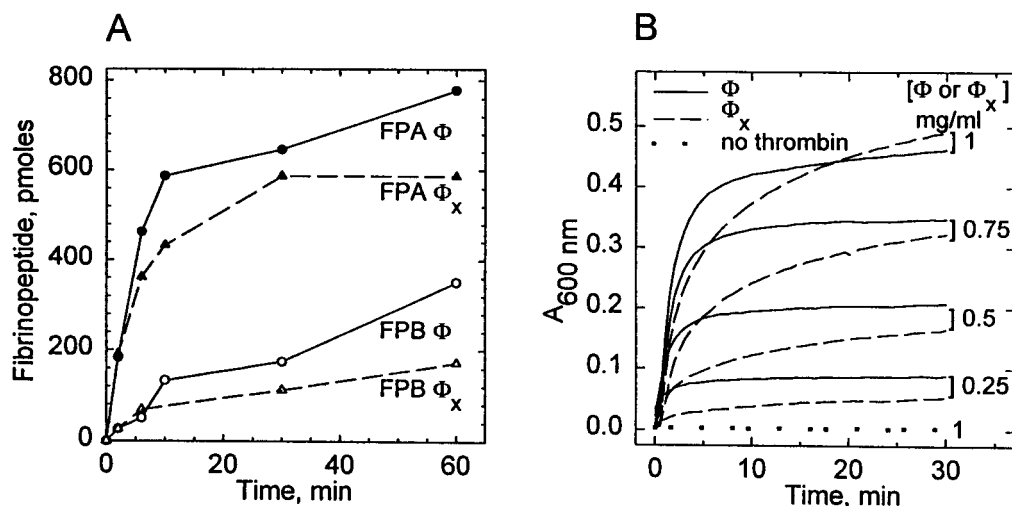 A
Fibrinopeptide, pmoles
800
600
400
200
0
0 20 40 60
Time, min
FPA Φ
FPA Φx
FPB Φ
FPB Φx
B
A600 nm
0.5
0.4
0.3
0.2
0.1
0.0
0 10 20 30
Time, min
Φ
Φx
no thrombin
[Φ or Φx]
mg/ml
] 1
] 0.75
] 0.5
] 0.25
1